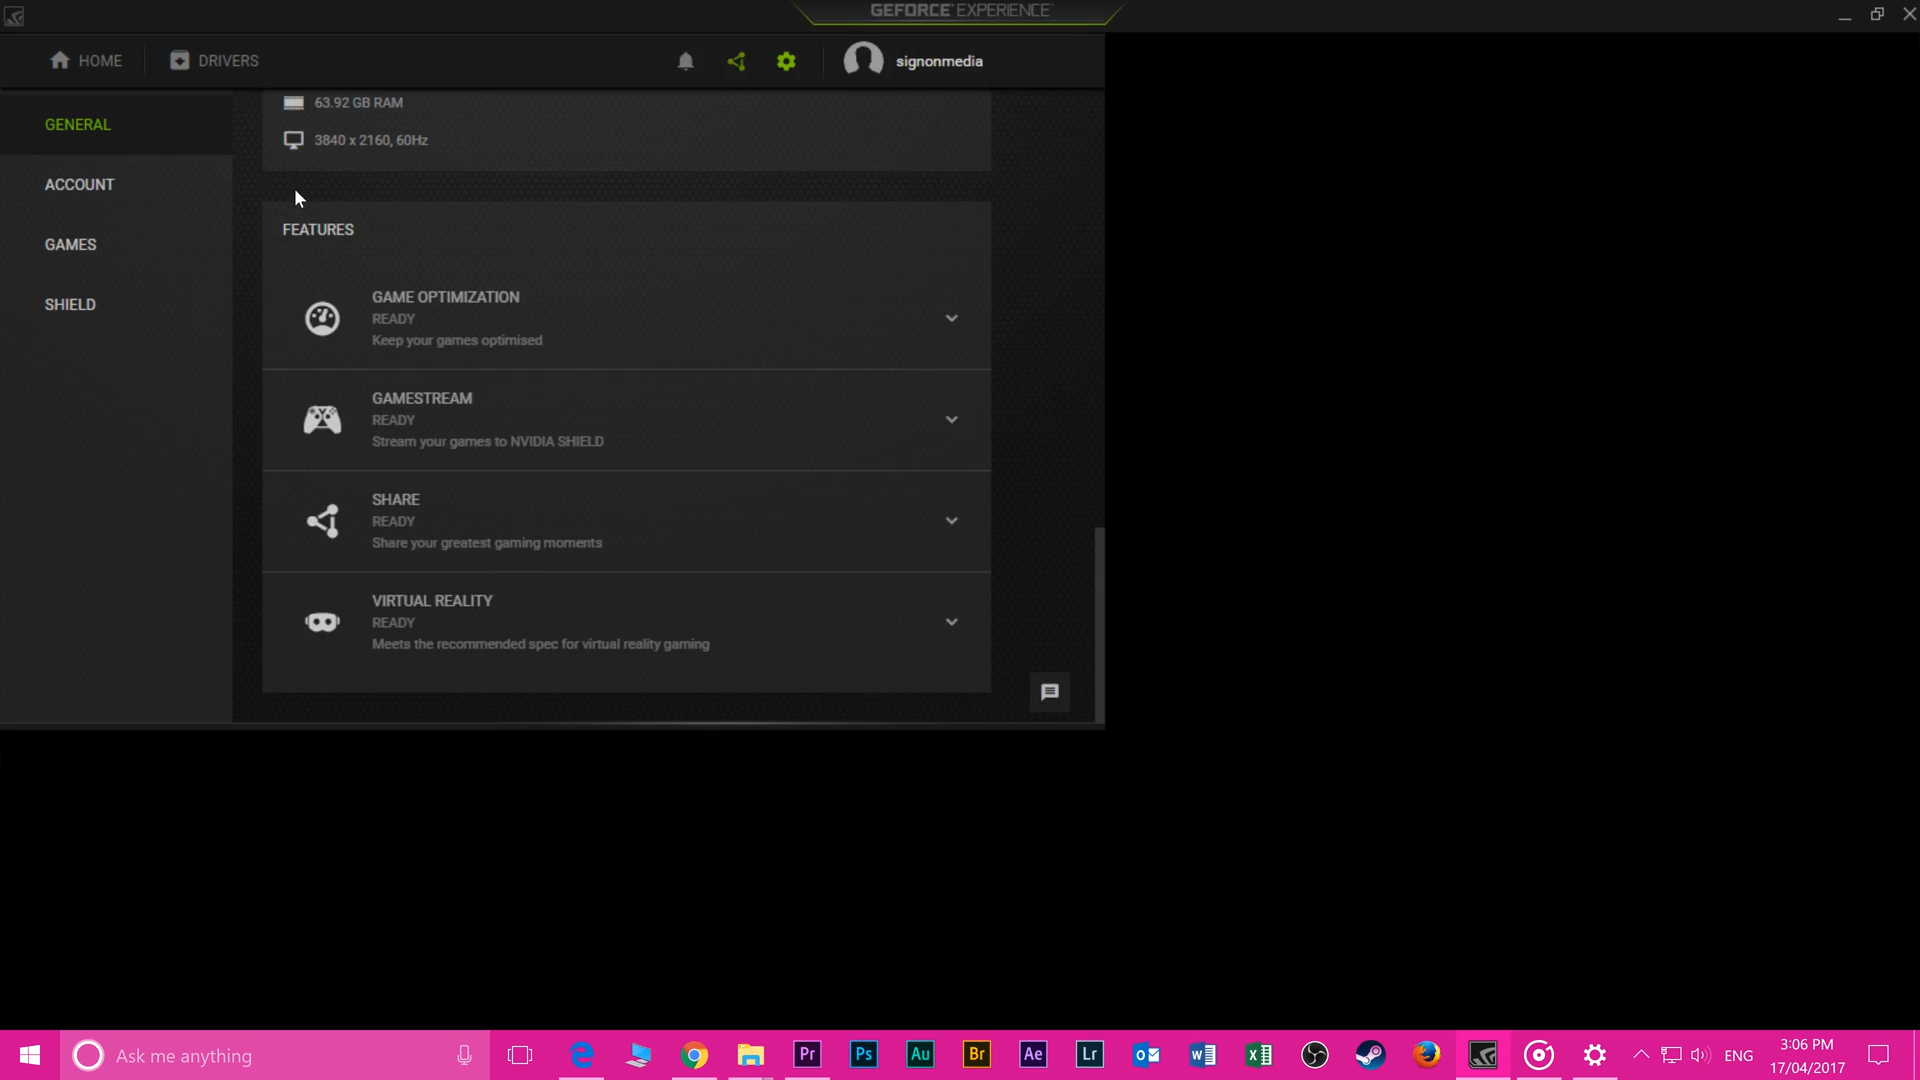 GEFORCE EXPERIENCE
HOME
DRIVERS
signonmedia
GENERAL
ACCOUNT
GAMES
SHIELD
63.92 GB RAM
3840 x 2160, 60Hz
FEATURES
GAME OPTIMIZATION
READY
Keep your games optimised
GAMESTREAM
READY
Stream your games to NVIDIA SHIELD
SHARE
READY
Share your greatest gaming moments
VIRTUAL REALITY
READY
Meets the recommended spec for virtual reality gaming
Ask me anything
Pr
Ps
Au
Br
Ae
Lr
ENG
3:06 PM
17/04/2017